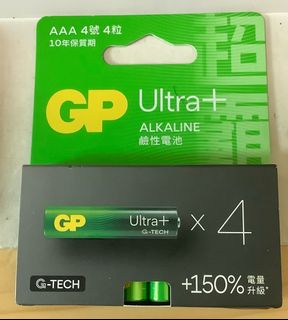 AAA 4號 4粒
10年保質期
GP
Ultra+
ALKALINE
鹼性電池
超霸
GP
Ultra+
G-TECH
x 4
G-TECH
+150% 電量
升級*